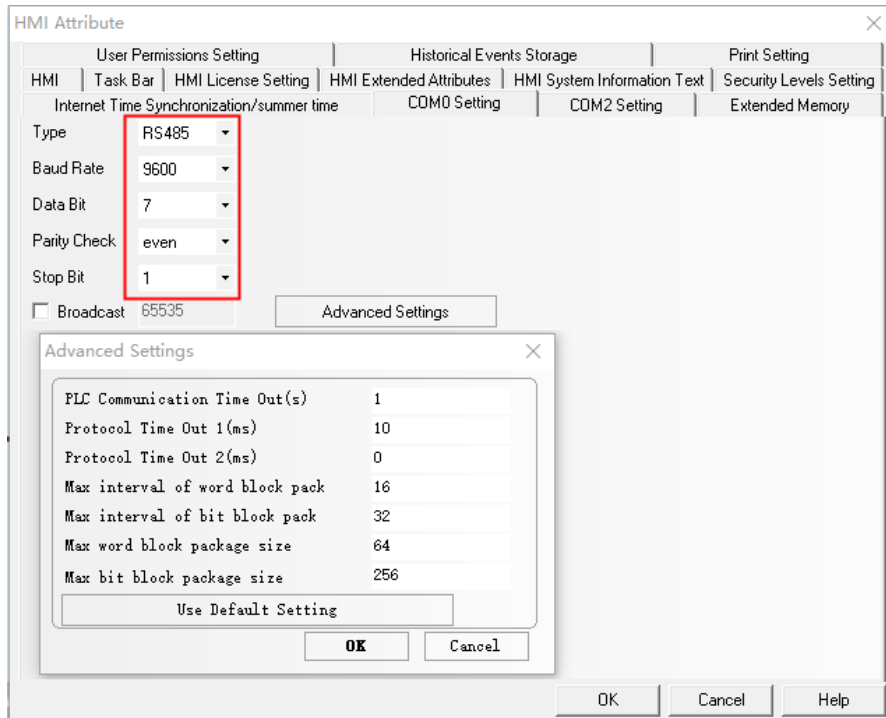 HMI Attribute
User Permissions Setting Historical Events Storage Print Setting
HMI Task Bar HMI License Setting HMI Extended Attributes HMI System Information Text Security Levels Setting
Internet Time Synchronization/summer time COM0 Setting COM2 Setting Extended Memory
Type RS485
Baud Rate 9600
Data Bit 7
Parity Check even
Stop Bit 1
Broadcast 65535 Advanced Settings
Advanced Settings
PLC Communication Time Out(s) 1
Protocol Time Out 1(ms) 10
Protocol Time Out 2(ms) 0
Max interval of word block pack 16
Max interval of bit block pack 32
Max word block package size 64
Max bit block package size 256
Use Default Setting
OK Cancel
OK Cancel Help